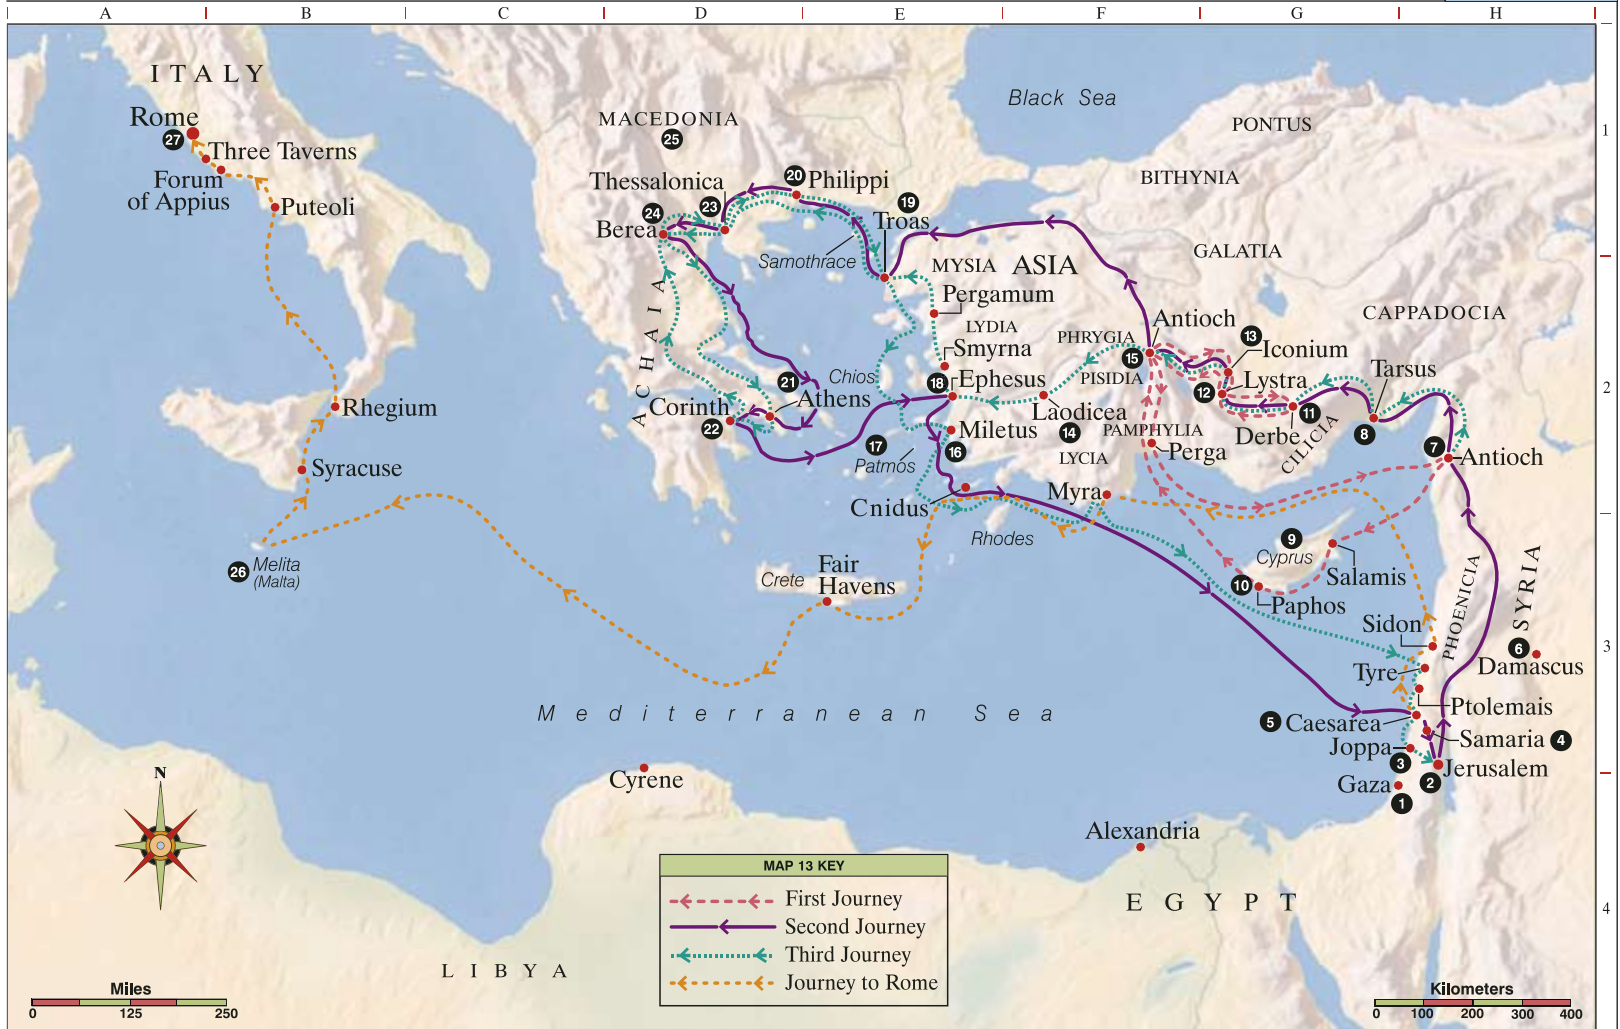 A B C D E F G H
ITALY
Rome
27
Three Taverns
Forum
of Appius
Puteoli
MACEDONIA
25
Black Sea
PONTUS
1
BITHYNIA
Thessalonica
20
Philippi
19
Troas
24
23
Berea
Samothrace
MYSIA
ASIA
GALATIA
Pergamum
CAPPADOCIA
ACHAIA
LYDIA
Smyrna
PHRYGIA
Antioch
15
13
Iconium
PISIDIA
12
Lystra
Tarsus
2
21
Chios
18
Ephesus
Rhegium
Corinth
22
Athens
Laodicea
14
PAMPHYLIA
Perga
Derbe
11
CILICIA
8
7
Antioch
17
Patmos
Miletus
16
LYCIA
Syracuse
Cnidus
Myra
Rhodes
26
Melita
(Malta)
Crete
Fair
Havens
9
Cyprus
Salamis
10
Paphos
PHOENICIA
SYRIA
Sidon
6
Damascus
3
Tyre
Mediterranean Sea
Ptolemais
5
Caesarea
Samaria
4
Joppa
3
Jerusalem
2
Gaza
1
Cyrene
N
Alexandria
EGYPT
4
LIBYA
MAP 13 KEY
First Journey
Second Journey
Third Journey
Journey to Rome
Miles
0 125 250
Kilometers
0 100 200 300 400